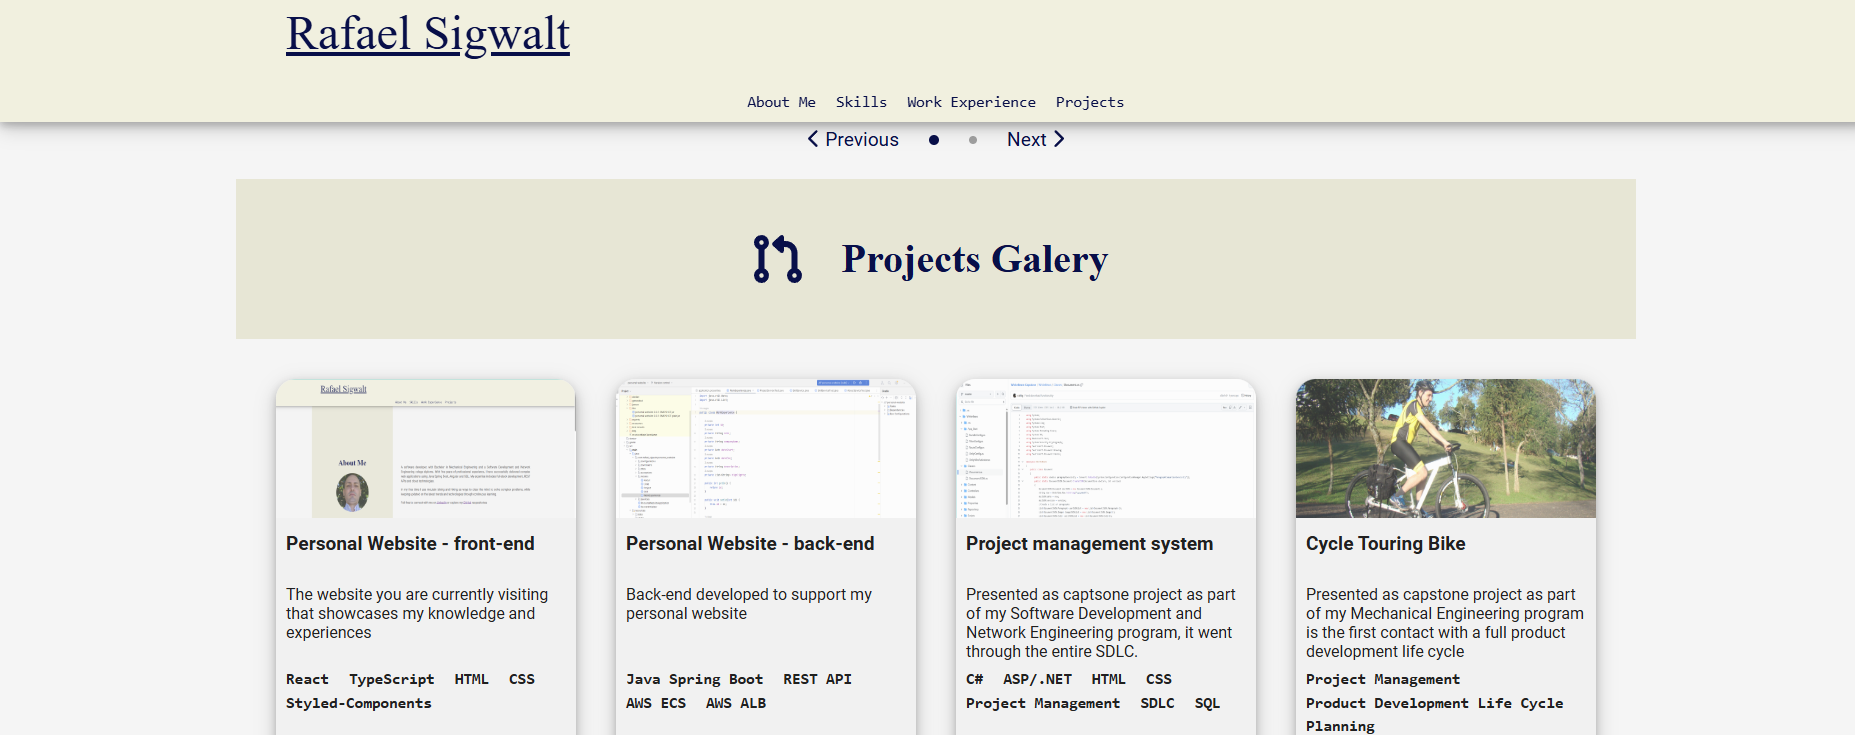 Rafael Sigwalt
About Me Skills Work Experience Projects
Previous Next
Projects Galery
Rafael Sigwalt
About Me
Personal Website - front-end
The website you are currently visiting
that showcases my knowledge and
experiences
React TypeScript HTML CSS
Styled-Components
Personal Website - back-end
Back-end developed to support my
personal website
Java Spring Boot REST API
AWS ECS AWS ALB
Project management system
Presented as captsone project as part
of my Software Development and
Network Engineering program, it went
through the entire SDLC.
C# ASP/.NET HTML CSS
Project Management SDLC SQL
Cycle Touring Bike
Presented as capstone project as part
of my Mechanical Engineering program
is the first contact with a full product
development life cycle
Project Management
Product Development Life Cycle
Planning